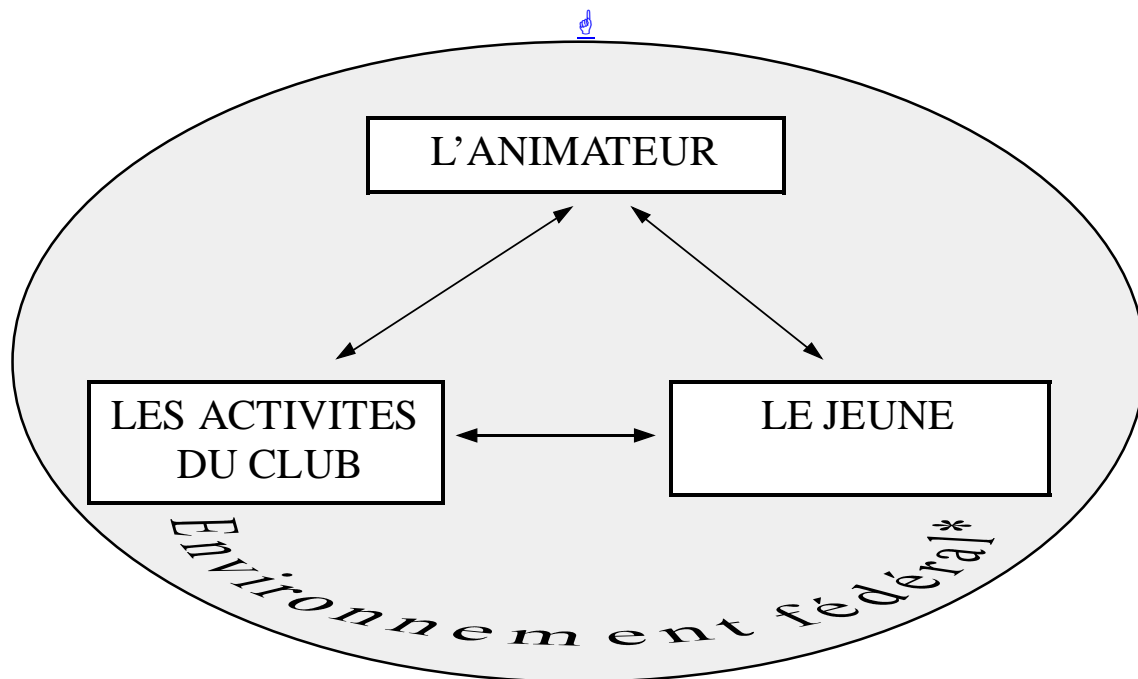 ☝
L’ANIMATEUR
LES ACTIVITES
DU CLUB
LE JEUNE
Environnement fédéral*